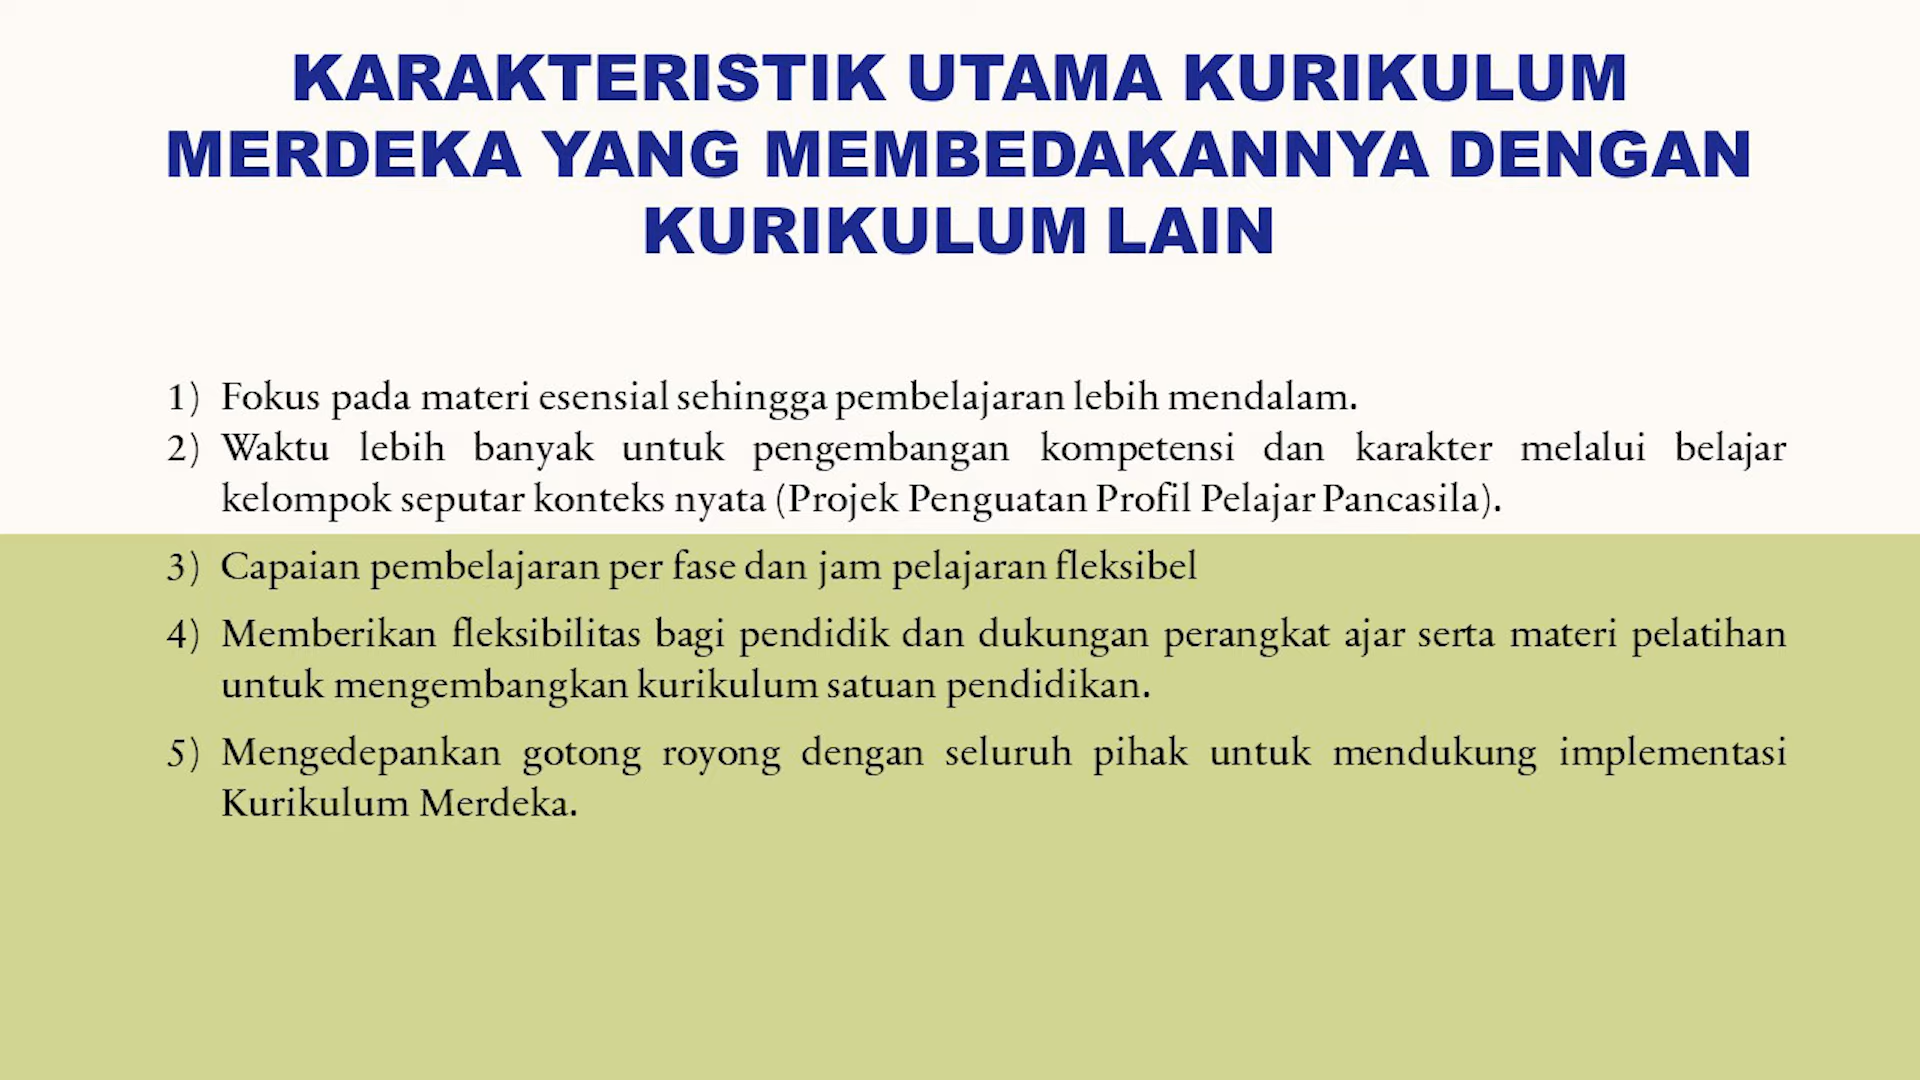 KARAKTERISTIK UTAMA KURIKULUM
MERDEKA YANG MEMBEDAKANNYA DENGAN
KURIKULUM LAIN
1) Fokus pada materi esensial sehingga pembelajaran lebih mendalam.
2) Waktu lebih banyak untuk pengembangan kompetensi dan karakter melalui belajar
kelompok seputar konteks nyata (Projek Penguatan Profil Pelajar Pancasila).
3) Capaian pembelajaran per fase dan jam pelajaran fleksibel
4) Memberikan fleksibilitas bagi pendidik dan dukungan perangkat ajar serta materi pelatihan
untuk mengembangkan kurikulum satuan pendidikan.
5) Mengedepankan gotong royong dengan seluruh pihak untuk mendukung implementasi
Kurikulum Merdeka.